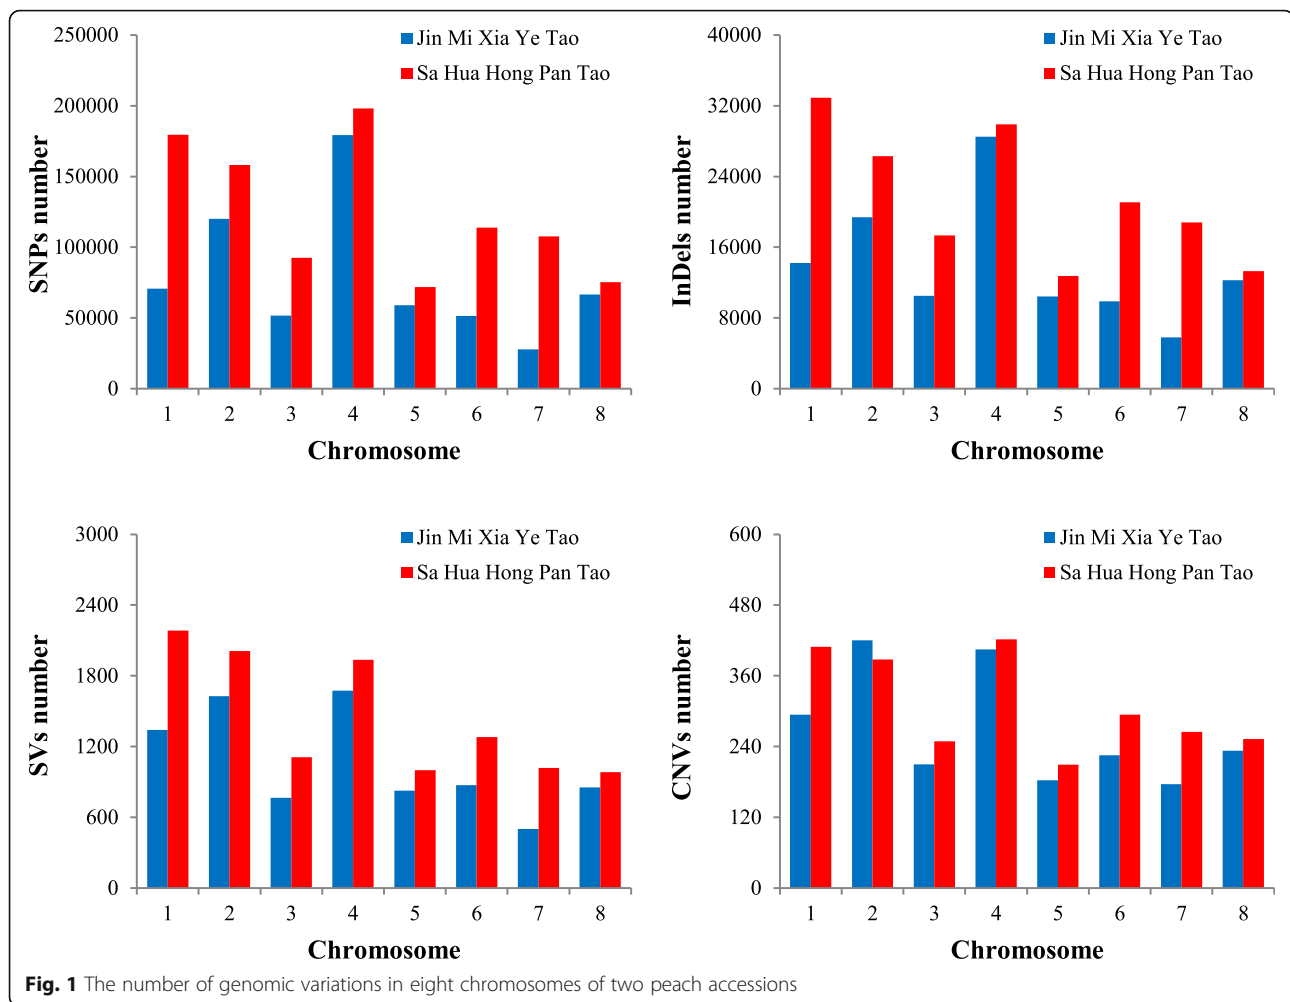 250000
200000
150000
100000
50000
0
SNPs number
Jin Mi Xia Ye Tao
Sa Hua Hong Pan Tao
1 2 3 4 5 6 7 8
Chromosome
40000
32000
24000
16000
8000
0
InDels number
Jin Mi Xia Ye Tao
Sa Hua Hong Pan Tao
1 2 3 4 5 6 7 8
Chromosome
3000
2400
1800
1200
600
0
SVs number
Jin Mi Xia Ye Tao
Sa Hua Hong Pan Tao
1 2 3 4 5 6 7 8
Chromosome
600
480
360
240
120
0
CNVs number
Jin Mi Xia Ye Tao
Sa Hua Hong Pan Tao
1 2 3 4 5 6 7 8
Chromosome
Fig. 1 The number of genomic variations in eight chromosomes of two peach accessions